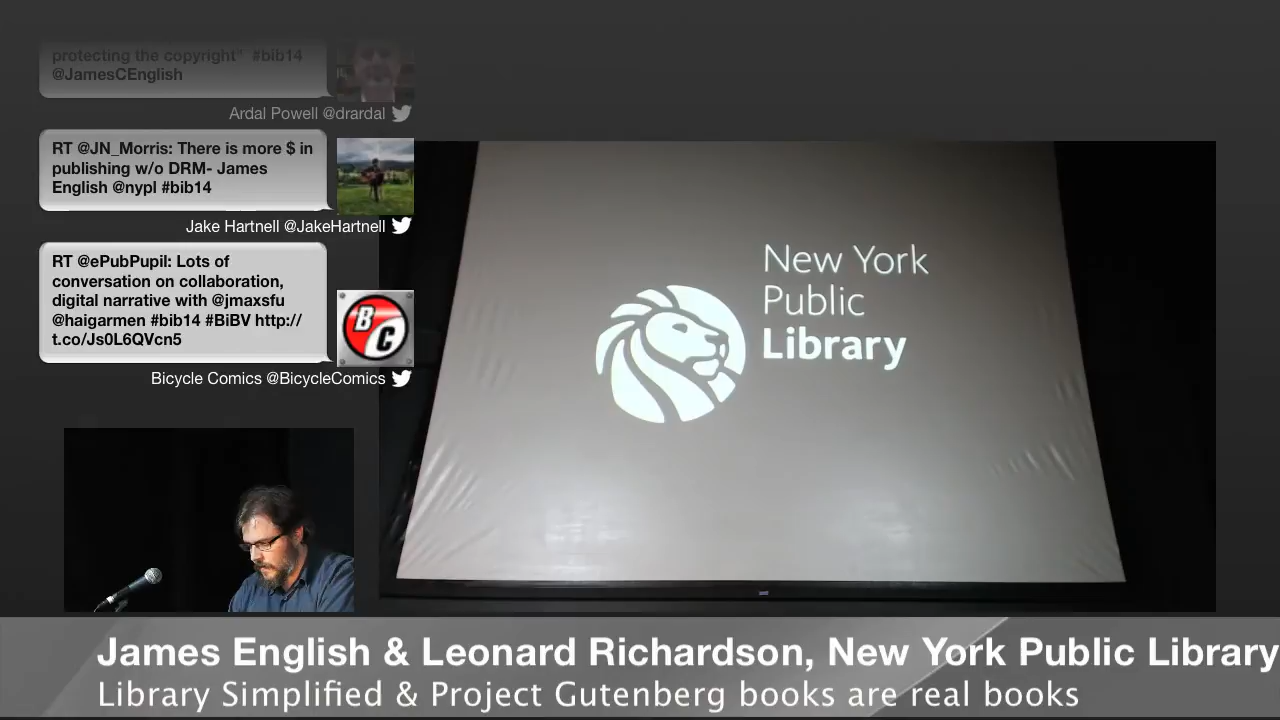 protecting the copyright" #bib14
@JamesCEnglish
Ardal Powell @drardal
RT @JN_Morris: There is more $ in
publishing w/o DRM- James
English @nypl #bib14
Jake Hartnell @JakeHartnell
RT @ePubPupil: Lots of
conversation on collaboration,
digital narrative with @jmaxsfu
@haigarmen #bib14 #BiBV http://
t.co/Js0L6QVcn5
BC
Bicycle Comics @BicycleComics
New York
Public
Library
James English & Leonard Richardson, New York Public Library
Library Simplified & Project Gutenberg books are real books